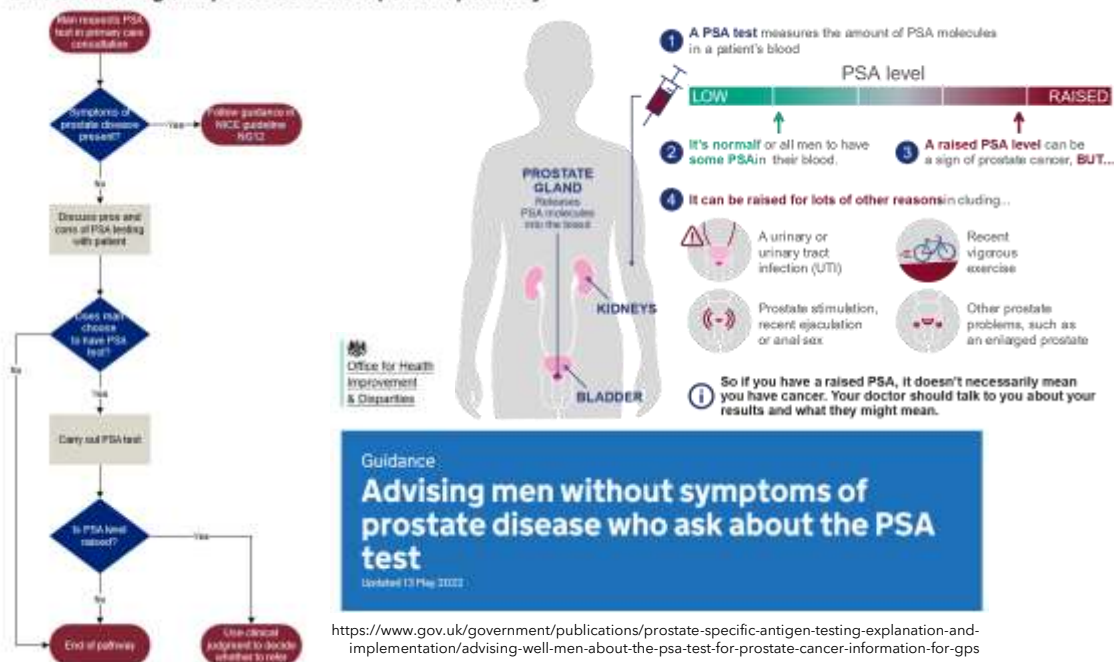 Man requests PSA
test in primary care
consultation
Symptoms of
prostate disease
present?
Yes
Follow guidance in
NICE guideline
NG12
No
Discuss pros and
cons of PSA testing
with patient
Does man
choose
to have PSA
test?
No
Yes
Carry out PSA test
Is PSA level
raised?
Yes
No
End of pathway
Use clinical
judgment to decide
whether to refer
PROSTATE
GLAND
Releases
PSA molecules
into the blood
KIDNEYS
BLADDER
Office for Health
Improvement
& Disparities
1
A PSA test measures the amount of PSA molecules
in a patient's blood
PSA level
LOW
RAISED
2
It's normalf or all men to have
some PSAin their blood.
3
A raised PSA level can be
a sign of prostate cancer, BUT...
4
It can be raised for lots of other reasonsin cluding...
A urinary or
urinary tract
infection (UTI)
Recent
vigorous
exercise
Prostate stimulation,
recent ejaculation
or anal sex
Other prostate
problems, such as
an enlarged prostate
So if you have a raised PSA, it doesn't necessarily mean
you have cancer. Your doctor should talk to you about your
results and what they might mean.
Guidance
Advising men without symptoms of
prostate disease who ask about the PSA
test
Updated 13 May 2022
https://www.gov.uk/government/publications/prostate-specific-antigen-testing-explanation-and-
implementation/advising-well-men-about-the-psa-test-for-prostate-cancer-information-for-gps